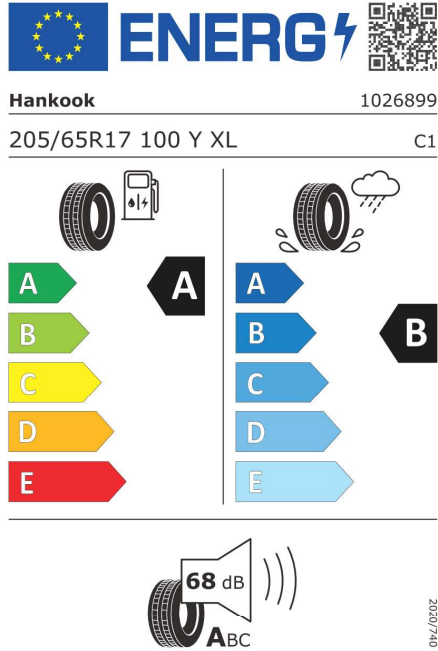 ENERG
Hankook 1026899
205/65R17 100 Y XL C1
A A A
B B B
C C
D D
E E
68 dB
ABC
2020/740